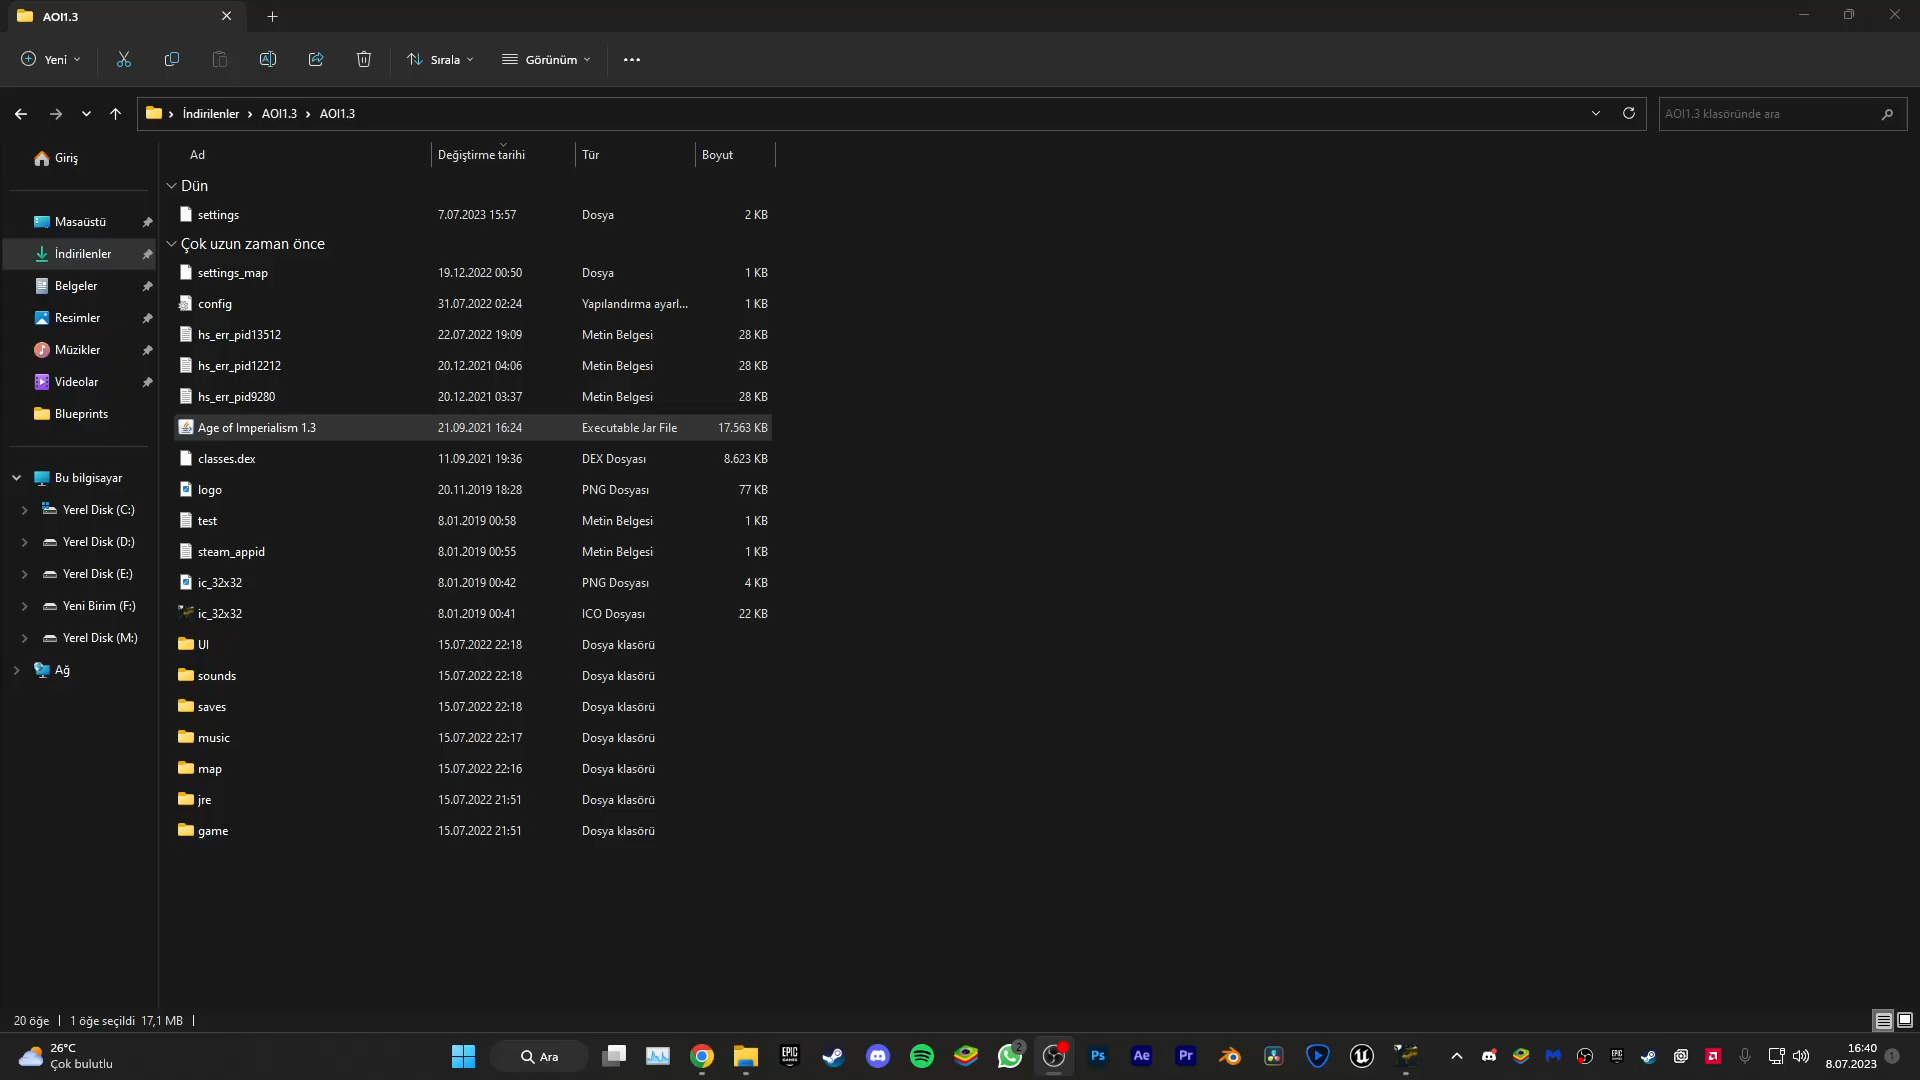 AOI1.3
Yeni
Sırala
Görünüm
İndirilenler
AOI1.3
AOI1.3
AOI1.3 klasöründe ara
Giriş
Masaüstü
İndirilenler
Belgeler
Resimler
Müzikler
Videolar
Blueprints
Bu bilgisayar
Yerel Disk (C:)
Yerel Disk (D:)
Yerel Disk (E:)
Yeni Birim (F:)
Yerel Disk (M:)
Ağ
Ad Değiştirme tarihi Tür Boyut
Dün
settings 7.07.2023 15:57 Dosya 2 KB
Çok uzun zaman önce
settings_map 19.12.2022 00:50 Dosya 1 KB
config 31.07.2022 02:24 Yapılandırma ayarl... 1 KB
hs_err_pid13512 22.07.2022 19:09 Metin Belgesi 28 KB
hs_err_pid12212 20.12.2021 04:06 Metin Belgesi 28 KB
hs_err_pid9280 20.12.2021 03:37 Metin Belgesi 28 KB
Age of Imperialism 1.3 21.09.2021 16:24 Executable Jar File 17.563 KB
classes.dex 11.09.2021 19:36 DEX Dosyası 8.623 KB
logo 20.11.2019 18:28 PNG Dosyası 77 KB
test 8.01.2019 00:58 Metin Belgesi 1 KB
steam_appid 8.01.2019 00:55 Metin Belgesi 1 KB
ic_32x32 8.01.2019 00:42 PNG Dosyası 4 KB
ic_32x32 8.01.2019 00:41 ICO Dosyası 22 KB
UI 15.07.2022 22:18 Dosya klasörü
sounds 15.07.2022 22:18 Dosya klasörü
saves 15.07.2022 22:18 Dosya klasörü
music 15.07.2022 22:17 Dosya klasörü
map 15.07.2022 22:16 Dosya klasörü
jre 15.07.2022 21:51 Dosya klasörü
game 15.07.2022 21:51 Dosya klasörü
20 öğe 1 öğe seçildi 17,1 MB
26°C
Çok bulutlu
Ara
EPIC GAMES
2
Ps
Ae
Pr
16:40
8.07.2023
1